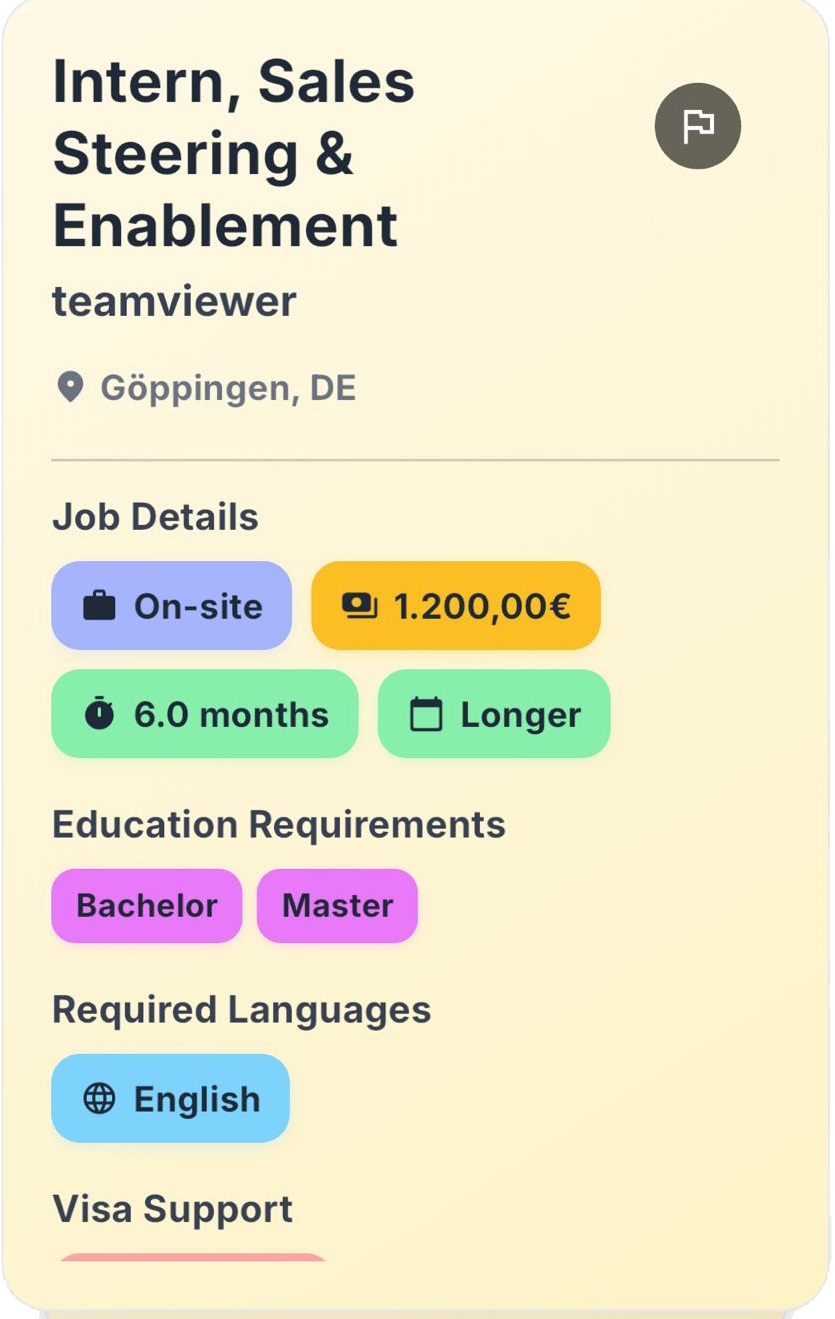 Intern, Sales
Steering &
Enablement
teamviewer
Göppingen, DE
Job Details
On-site
1.200,00€
6.0 months
Longer
Education Requirements
Bachelor
Master
Required Languages
English
Visa Support